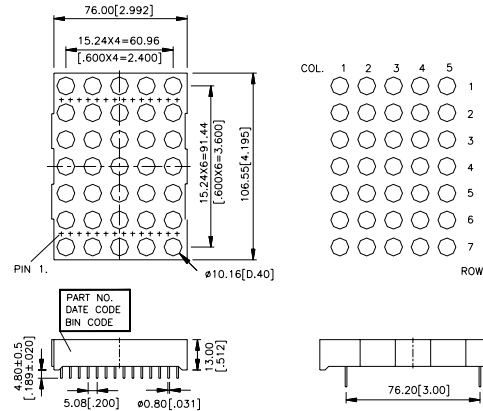 76.00[2.992]
15.24X4=60.96
[.600X4=2.400]
15.24X6=91.44
[.600X6=3.600]
106.55[4.195]
PIN 1.
ø10.16[D.40]
COL. 1 2 3 4 5
1
2
3
4
5
6
7
ROW
PART NO.
DATE CODE
BIN CODE
4.80±0.5
[.189±.020]
13.00
[.512]
5.08[.200]
ø0.80[.031]
76.20[3.00]